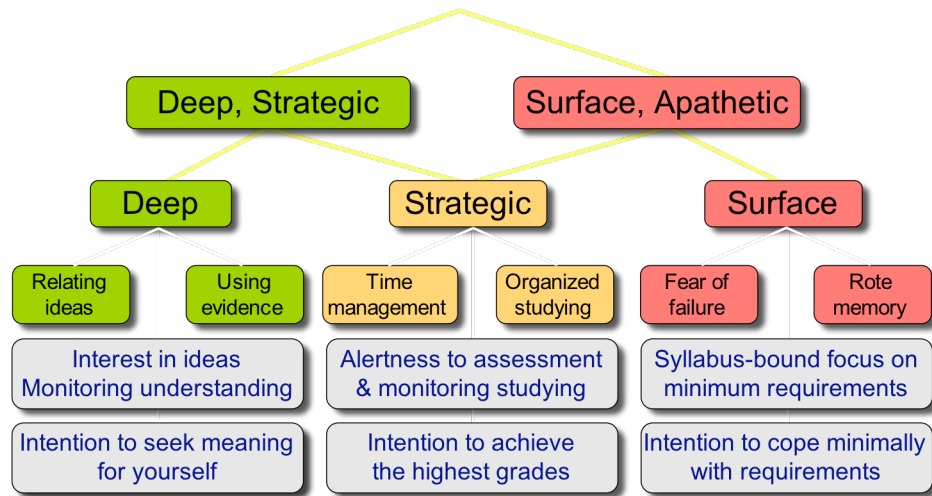 Deep, Strategic
Surface, Apathetic
Deep
Strategic
Surface
Relating
ideas
Using
evidence
Time
management
Organized
studying
Fear of
failure
Rote
memory
Interest in ideas
Monitoring understanding
Alertness to assessment
& monitoring studying
Syllabus-bound focus on
minimum requirements
Intention to seek meaning
for yourself
Intention to achieve
the highest grades
Intention to cope minimally
with requirements